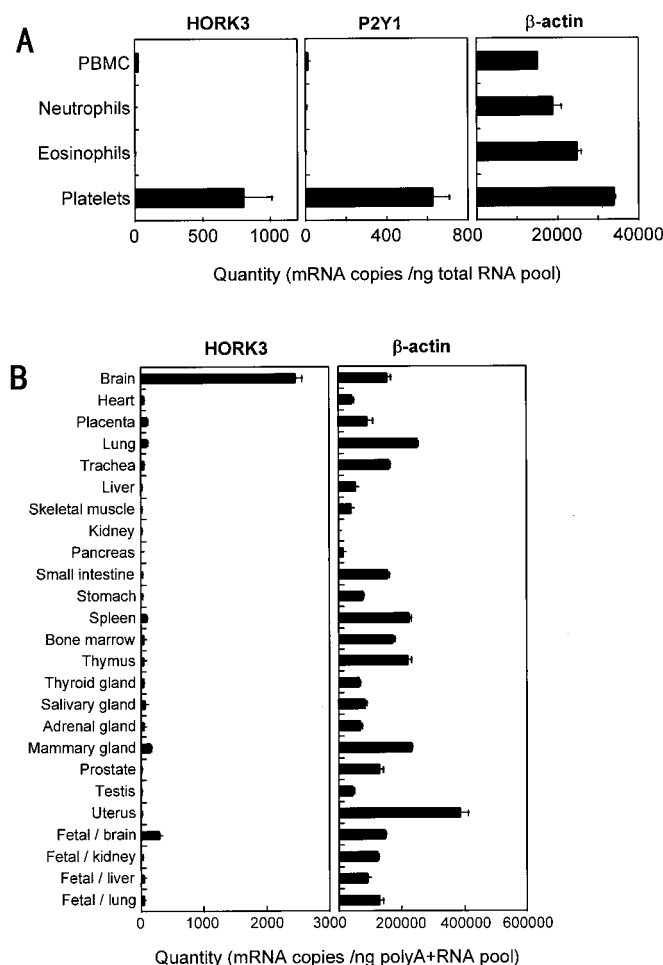 A
HORK3 P2Y1 β-actin
PBMC
Neutrophils
Eosinophils
Platelets
0 500 1000 0 400 800 0 20000 40000
Quantity (mRNA copies /ng total RNA pool)
B
HORK3 β-actin
Brain
Heart
Placenta
Lung
Trachea
Liver
Skeletal muscle
Kidney
Pancreas
Small intestine
Stomach
Spleen
Bone marrow
Thymus
Thyroid gland
Salivary gland
Adrenal gland
Mammary gland
Prostate
Testis
Uterus
Fetal / brain
Fetal / kidney
Fetal / liver
Fetal / lung
0 1000 2000 3000 0 200000 400000 600000
Quantity (mRNA copies /ng polyA+RNA pool)